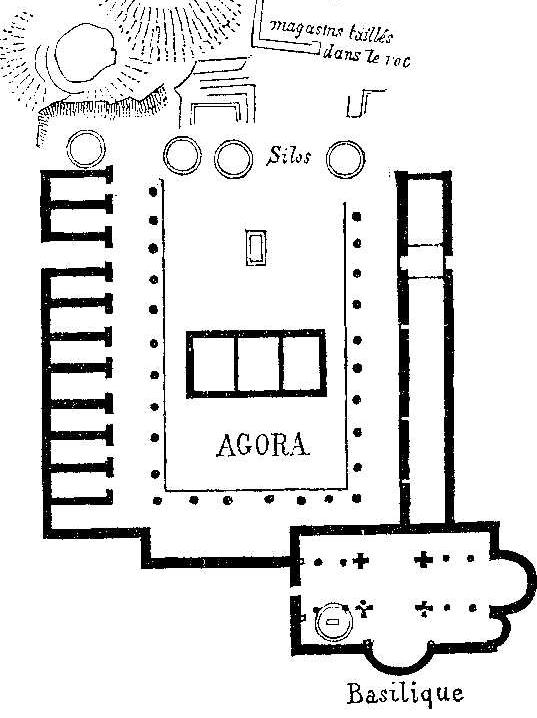 magasins taillés
dans le roc
Silos
AGORA
Basilique